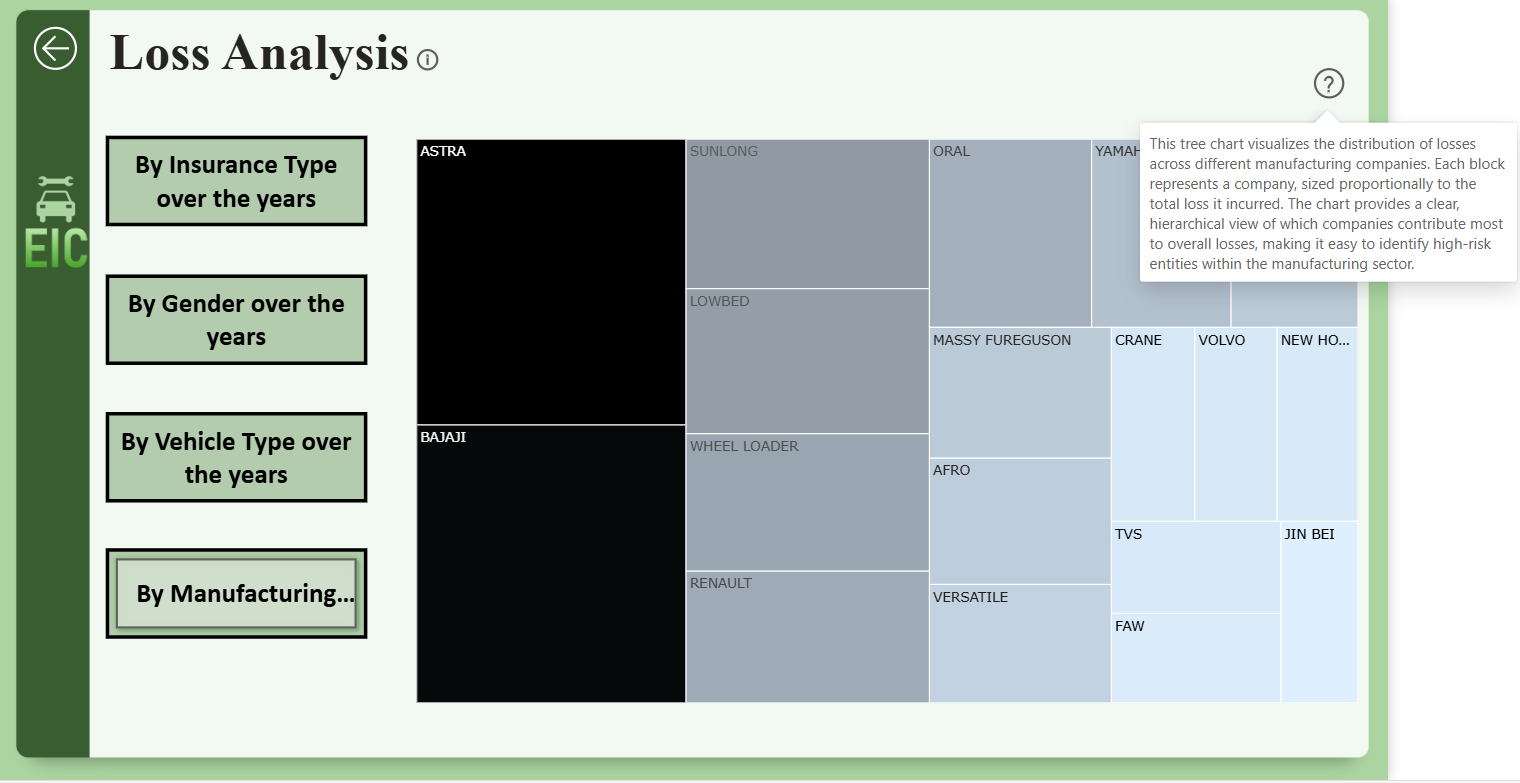 Loss Analysis
By Insurance Type
over the years
EIC
By Gender over the
years
By Vehicle Type over
the years
By Manufacturing...
ASTRA
BAJAJI
SUNLONG
LOWBED
WHEEL LOADER
RENAULT
ORAL
YAMAH
MASSY FUREGUSON
AFRO
VERSATILE
CRANE
VOLVO
NEW HO...
TVS
FAW
JIN BEI
?
This tree chart visualizes the distribution of losses
across different manufacturing companies. Each block
represents a company, sized proportionally to the
total loss it incurred. The chart provides a clear,
hierarchical view of which companies contribute most
to overall losses, making it easy to identify high-risk
entities within the manufacturing sector.